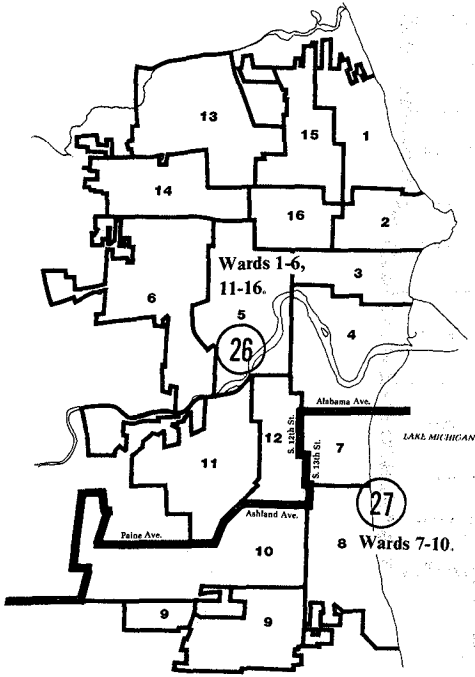 13
15
1
14
16
2
Wards 1-6,
11-16.
3
6
5
4
26
Alabama Ave.
12
S. 12th St.
7
LAKE MICHIGAN
S. 13th St.
11
27
Ashland Ave.
Paine Ave.
8
Wards 7-10.
10
9
9